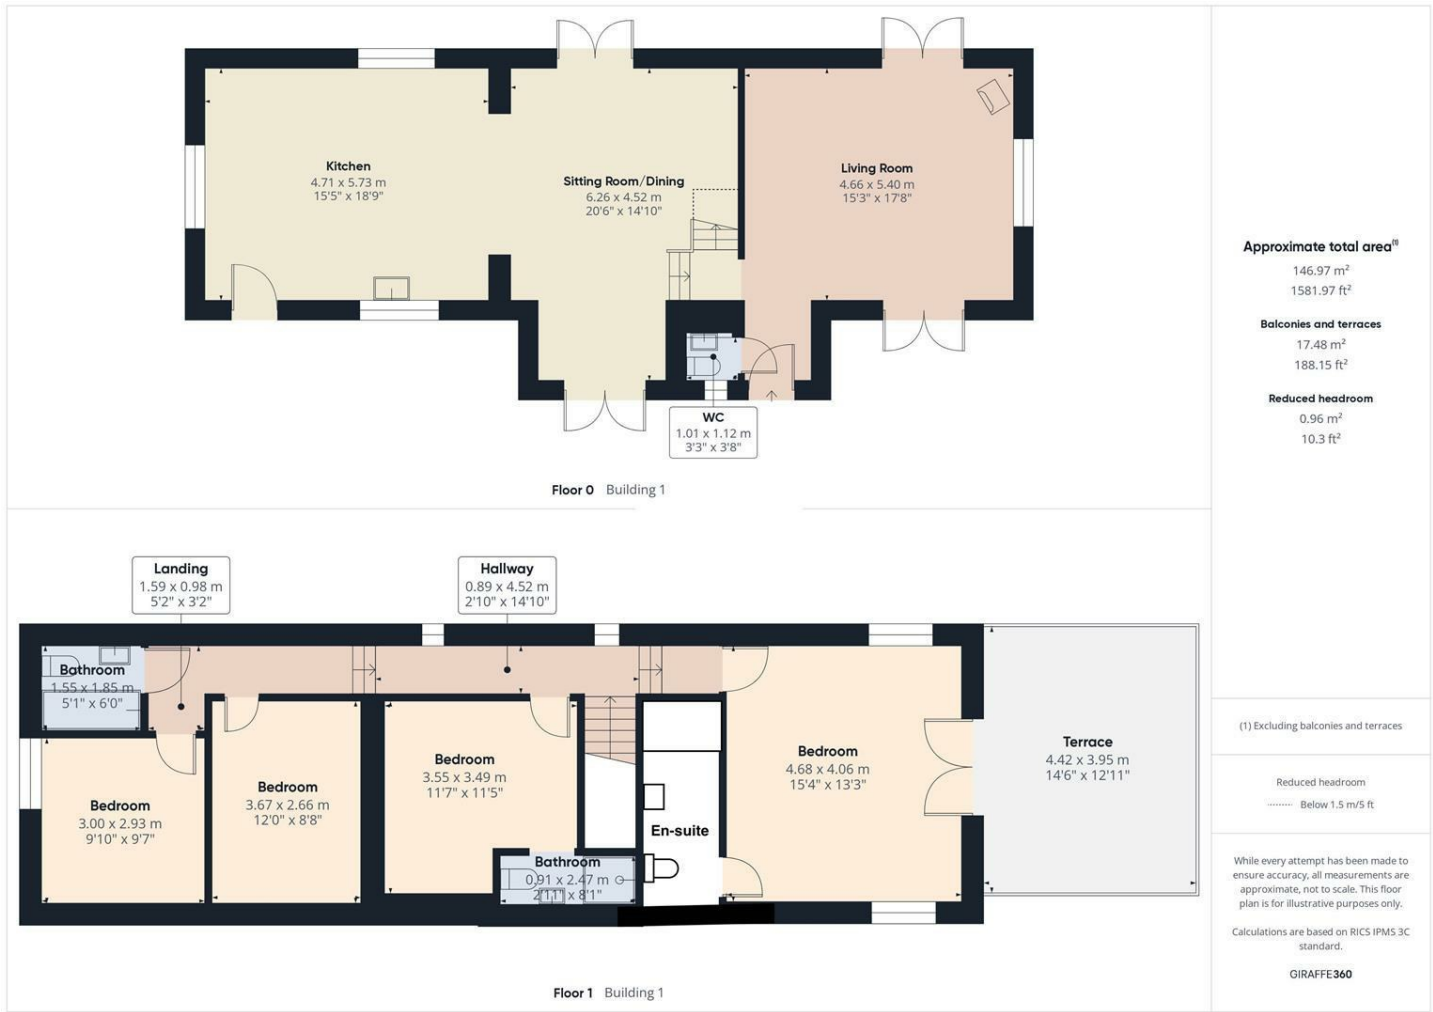 Kitchen
4.71 x 5.73 m
15'5" x 18'9"
Sitting Room/Dining
6.26 x 4.52 m
20'6" x 14'10"
Living Room
4.66 x 5.40 m
15'3" x 17'8"
WC
1.01 x 1.12 m
3'3" x 3'8"
Floor 0 Building 1
Landing
1.59 x 0.98 m
5'2" x 3'2"
Hallway
0.89 x 4.52 m
2'10" x 14'10"
Bathroom
1.55 x 1.85 m
5'1" x 6'0"
Bedroom
3.00 x 2.93 m
9'10" x 9'7"
Bedroom
3.67 x 2.66 m
12'0" x 8'8"
Bedroom
3.55 x 3.49 m
11'7" x 11'5"
Bathroom
0.91 x 2.47 m
2'11" x 8'1"
En-suite
Bedroom
4.68 x 4.06 m
15'4" x 13'3"
Terrace
4.42 x 3.95 m
14'6" x 12'11"
Floor 1 Building 1
Approximate total area(1)
146.97 m²
1581.97 ft²
Balconies and terraces
17.48 m²
188.15 ft²
Reduced headroom
0.96 m²
10.3 ft²
(1) Excluding balconies and terraces
Reduced headroom
Below 1.5 m/5 ft
While every attempt has been made to
ensure accuracy, all measurements are
approximate, not to scale. This floor
plan is for illustrative purposes only.
Calculations are based on RICS IPMS 3C
standard.
GIRAFFE360